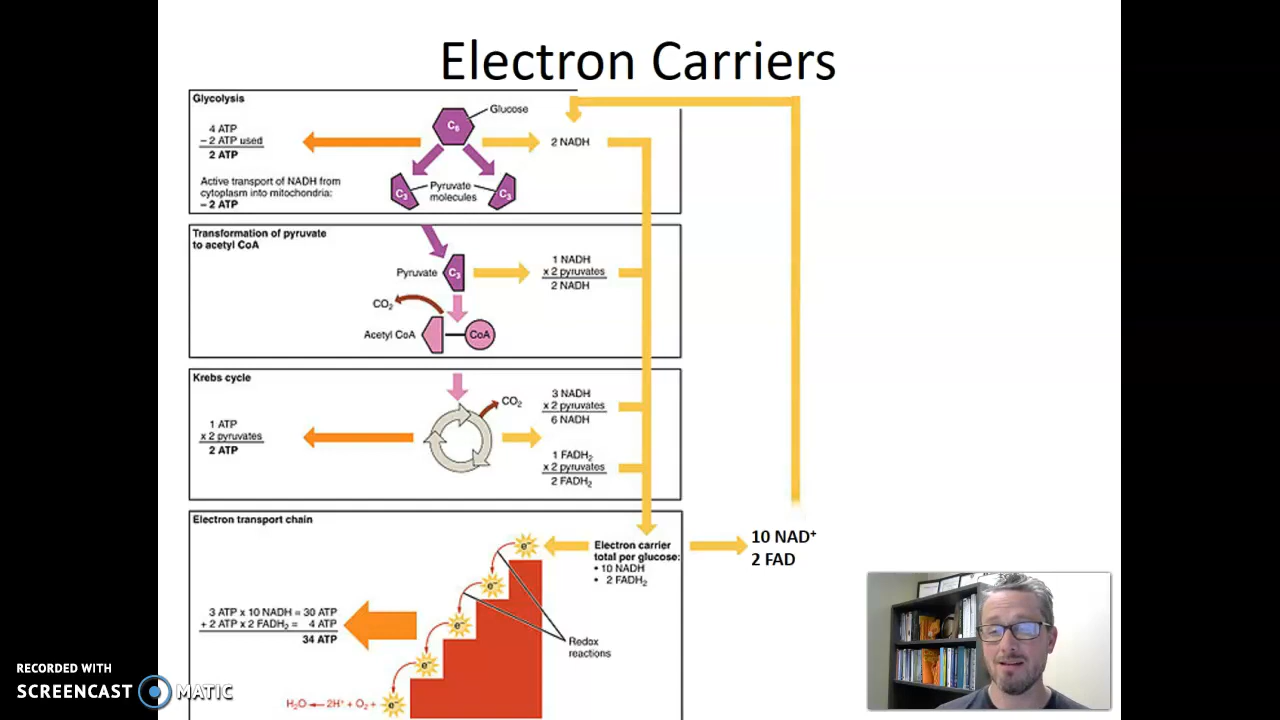 Electron Carriers
Glycolysis
Glucose
C6
4 ATP
– 2 ATP used
2 ATP
2 NADH
Active transport of NADH from
cytoplasm into mitochondria:
– 2 ATP
C3
Pyruvate
molecules
C3
Transformation of pyruvate
to acetyl CoA
Pyruvate
C3
1 NADH
x 2 pyruvates
2 NADH
CO2
Acetyl CoA
CoA
Krebs cycle
CO2
1 ATP
x 2 pyruvates
2 ATP
3 NADH
x 2 pyruvates
6 NADH
1 FADH2
x 2 pyruvates
2 FADH2
Electron transport chain
e–
e–
e–
e–
e–
Electron carrier
total per glucose:
• 10 NADH
• 2 FADH2
10 NAD+
2 FAD
3 ATP x 10 NADH = 30 ATP
+ 2 ATP x 2 FADH2 = 4 ATP
34 ATP
Redox
reactions
H2O ← 2H+ + O2 +
RECORDED WITH
SCREENCAST MATIC